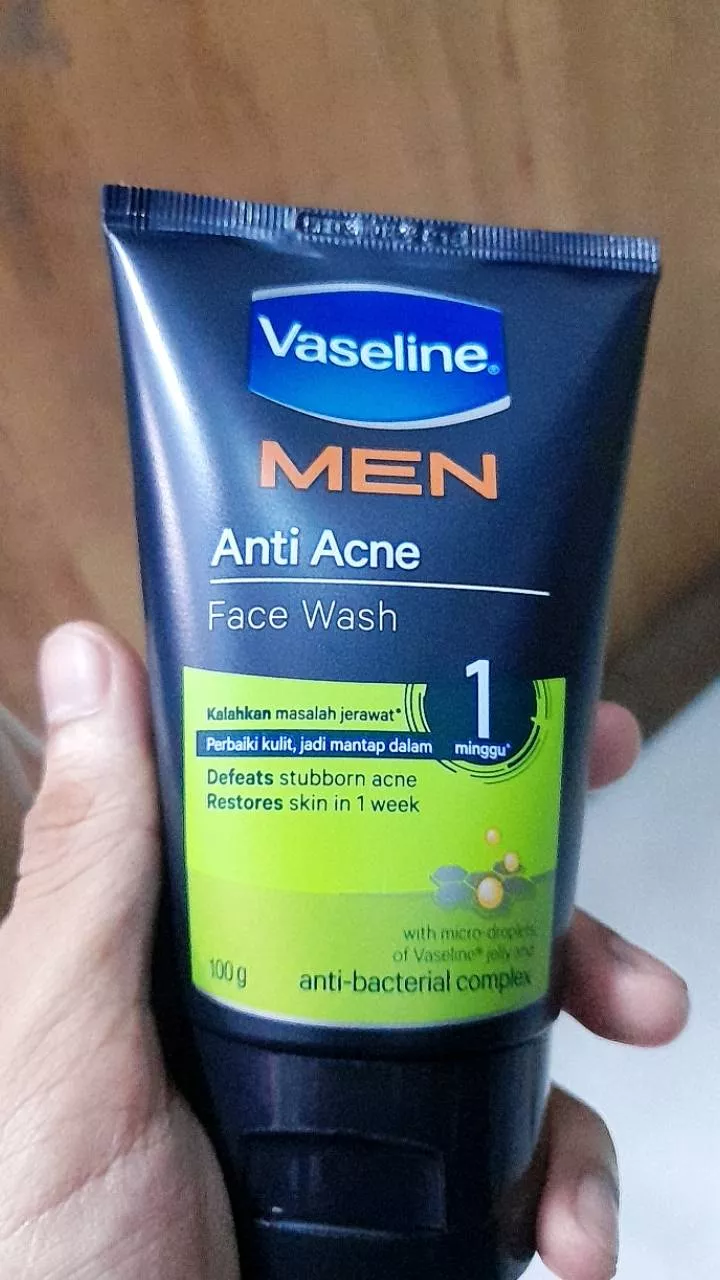 Vaseline®
MEN
Anti Acne
Face Wash
Kalahkan masalah jerawat*
Perbaiki kulit, jadi mantap dalam
1
minggu*
Defeats stubborn acne
Restores skin in 1 week
with micro-droplets
of Vaseline® jelly and
anti-bacterial complex
100 g